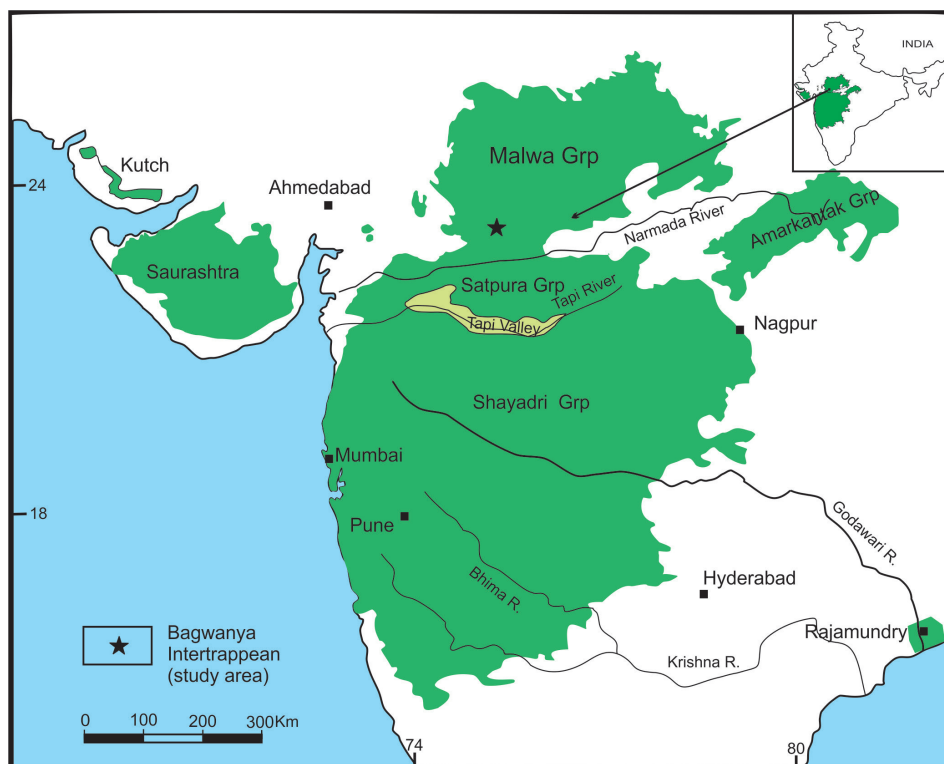 INDIA
Malwa Grp
Kutch
24
Ahmedabad
Narmada River
Amarkantak Grp
Saurashtra
Satpura Grp
Tapi River
Tapi Valley
Nagpur
Shayadri Grp
Mumbai
18
Pune
Godawari R.
Bhima R.
Hyderabad
Rajamundry
Bagwanya
Intertrappean
(study area)
Krishna R.
0 100 200 300Km
74
80